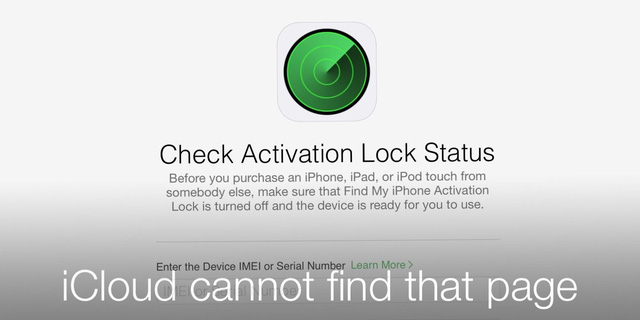 Check Activation Lock Status
Before you purchase an iPhone, iPad, or iPod touch from
somebody else, make sure that Find My iPhone Activation
Lock is turned off and the device is ready for you to use.
Enter the Device IMEI or Serial Number Learn More >
iCloud cannot find that page